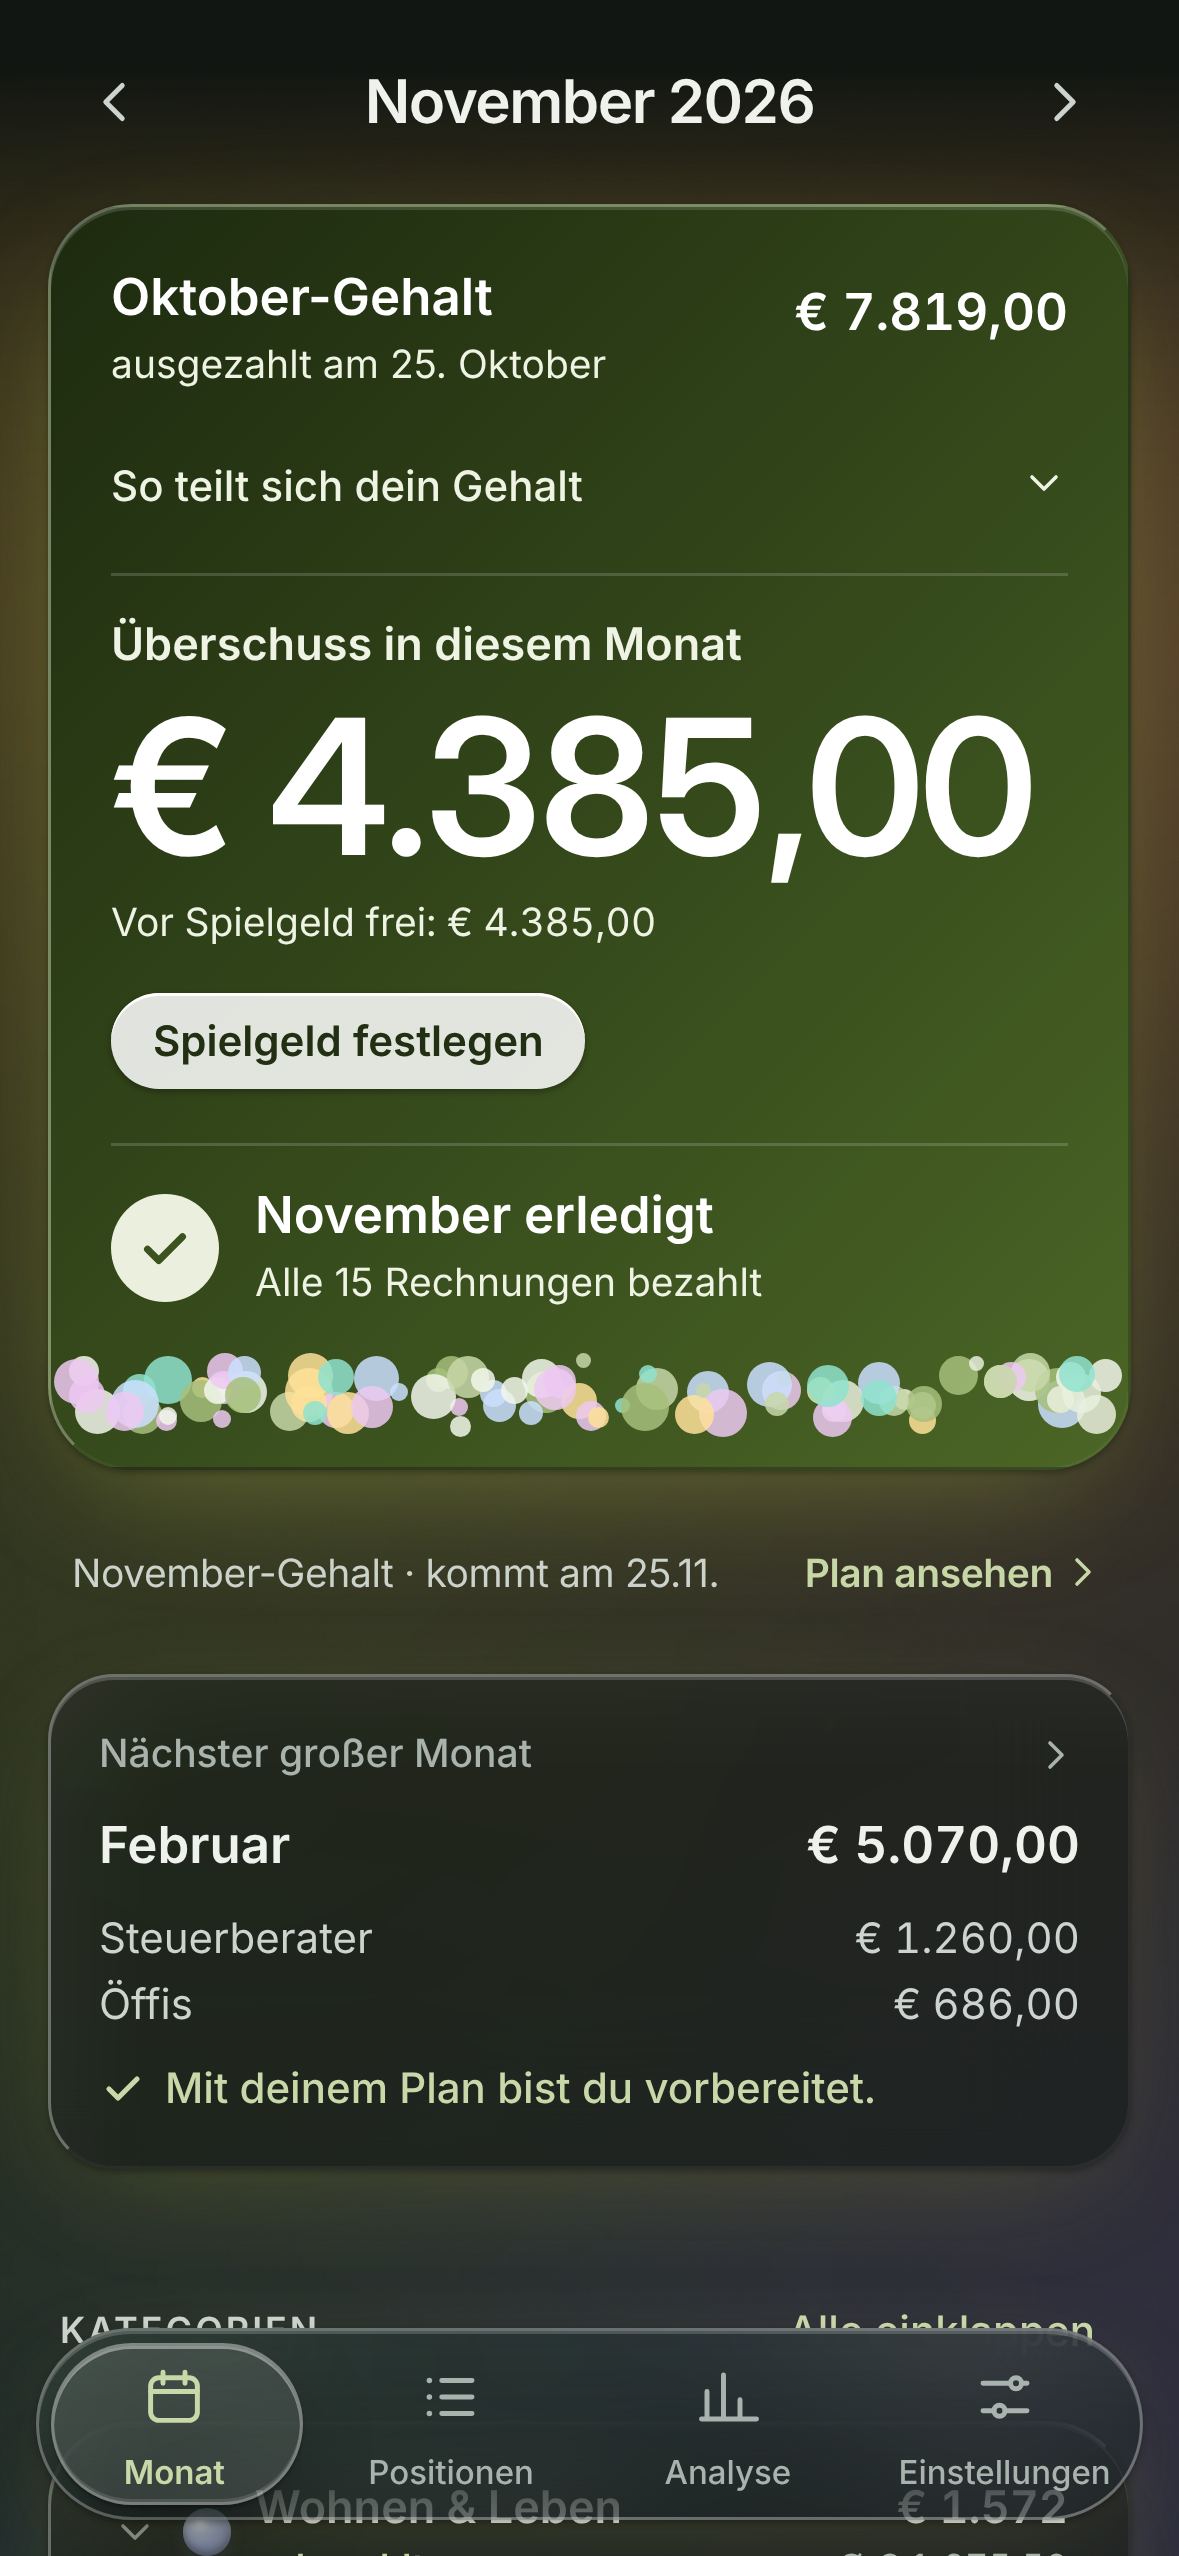 November 2026
Oktober-Gehalt
€ 7.819,00
ausgezahlt am 25. Oktober
So teilt sich dein Gehalt
Überschuss in diesem Monat
€ 4.385,00
Vor Spielgeld frei: € 4.385,00
Spielgeld festlegen
November erledigt
Alle 15 Rechnungen bezahlt
November-Gehalt · kommt am 25.11.
Plan ansehen
Nächster großer Monat
Februar
€ 5.070,00
Steuerberater
€ 1.260,00
Öffis
€ 686,00
Mit deinem Plan bist du vorbereitet.
KATEGORIEN
Alle einklappen
Monat
Positionen
Analyse
Einstellungen
Wohnen & Leben
€ 1.572